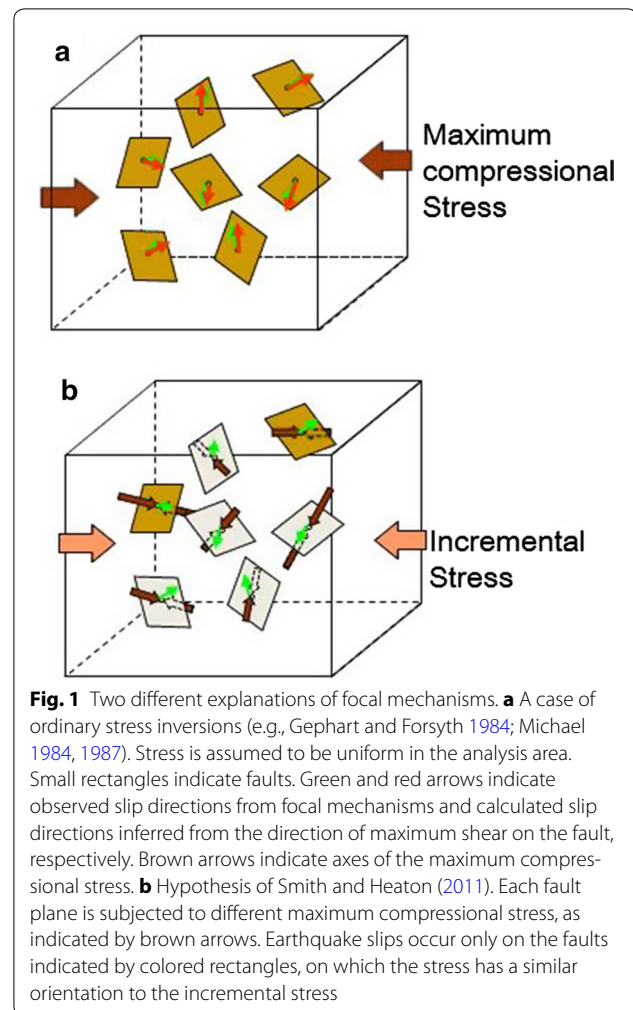 a
Maximum
compressional
Stress
b
Incremental
Stress
Fig. 1 Two different explanations of focal mechanisms. a A case of
ordinary stress inversions (e.g., Gephart and Forsyth 1984; Michael
1984, 1987). Stress is assumed to be uniform in the analysis area.
Small rectangles indicate faults. Green and red arrows indicate
observed slip directions from focal mechanisms and calculated slip
directions inferred from the direction of maximum shear on the fault,
respectively. Brown arrows indicate axes of the maximum compres-
sional stress. b Hypothesis of Smith and Heaton (2011). Each fault
plane is subjected to different maximum compressional stress, as
indicated by brown arrows. Earthquake slips occur only on the faults
indicated by colored rectangles, on which the stress has a similar
orientation to the incremental stress